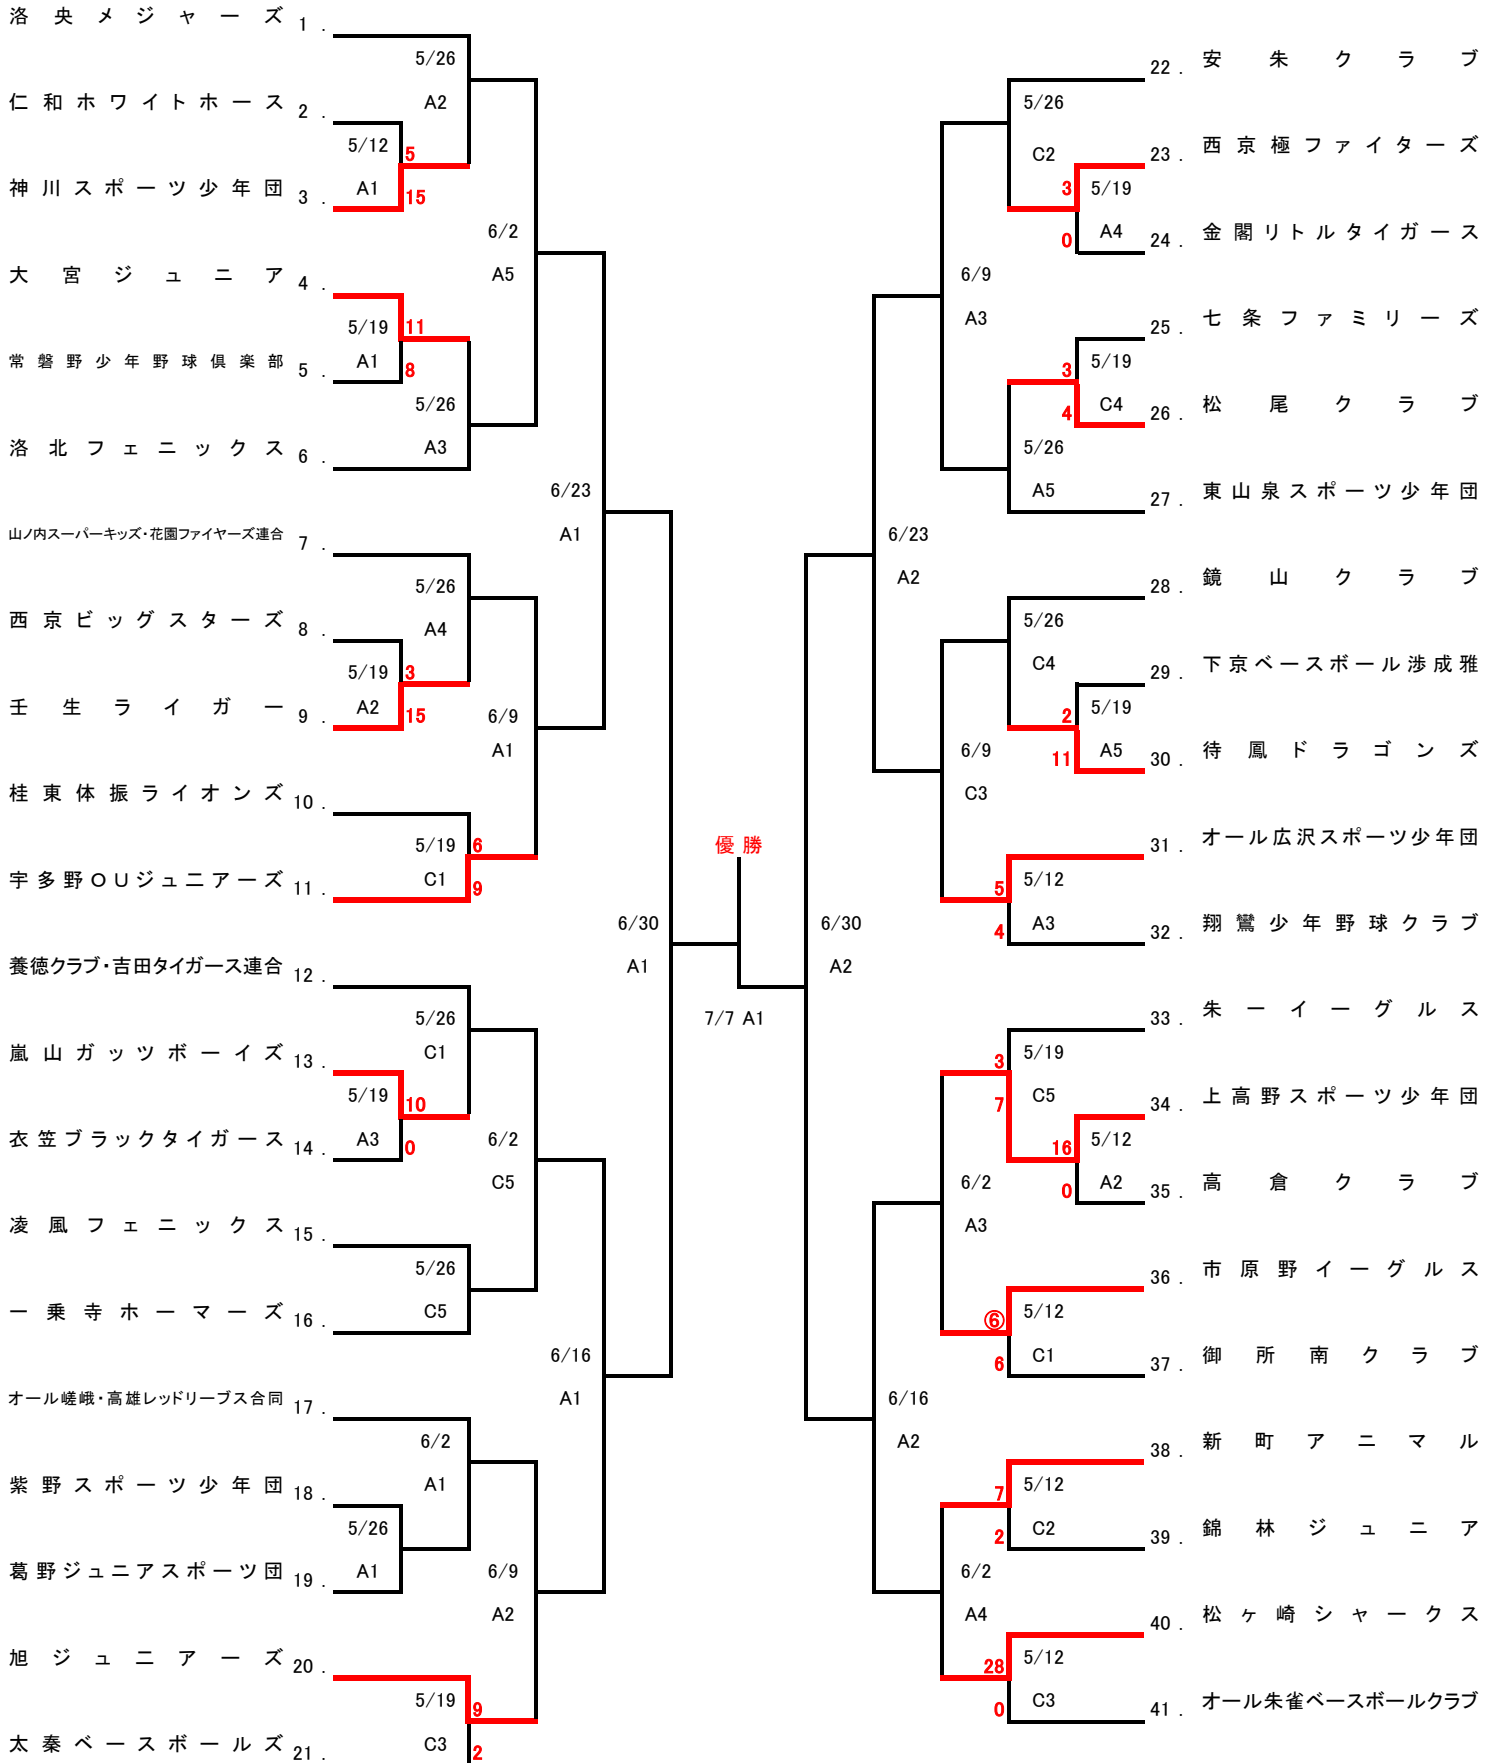 洛央メジャーズ 1 .
5/26
A2
仁和ホワイトホース 2 .
5/12 5
A1 15
神川スポーツ少年団 3 .
6/2
A5
大宮ジュニア 4 .
5/19 11
A1 8
常磐野少年野球倶楽部 5 .
5/26
A3
洛北フェニックス 6 .
6/23
A1
山ノ内スーパーキッズ・花園ファイヤーズ連合 7 .
5/26
A4
西京ビッグスターズ 8 .
5/19 3
A2 15
壬生ライガー 9 .
6/9
A1
桂東体振ライオンズ 10 .
5/19 6
C1 9
宇多野OUジュニアーズ 11 .
6/30
A1
養徳クラブ・吉田タイガース連合 12 .
5/26
C1
嵐山ガッツボーイズ 13 .
5/19 10
A3 0
衣笠ブラックタイガース 14 .
6/2
C5
凌風フェニックス 15 .
5/26
C5
一乗寺ホーマーズ 16 .
6/16
A1
オール嵯峨・高雄レッドリーブス合同 17 .
6/2
A1
紫野スポーツ少年団 18 .
5/26
A1
葛野ジュニアスポーツ団 19 .
6/9
A2
旭ジュニアーズ 20 .
5/19 9
C3 2
太秦ベースボールズ 21 .
優勝
7/7 A1
22 . 安朱クラブ
5/26
C2
23 . 西京極ファイターズ
3 5/19
0 A4
24 . 金閣リトルタイガース
6/9
A3
25 . 七条ファミリーズ
3 5/19
4 C4
26 . 松尾クラブ
5/26
A5
27 . 東山泉スポーツ少年団
6/23
A2
28 . 鏡山クラブ
5/26
C4
29 . 下京ベースボール渉成雅
2 5/19
11 A5
30 . 待鳳ドラゴンズ
6/9
C3
31 . オール広沢スポーツ少年団
5 5/12
4 A3
32 . 翔鸞少年野球クラブ
6/30
A2
33 . 朱一イーグルス
3 5/19
7 C5
34 . 上高野スポーツ少年団
16 5/12
0 A2
35 . 高倉クラブ
6/2
A3
36 . 市原野イーグルス
⑥ 5/12
6 C1
37 . 御所南クラブ
6/16
A2
38 . 新町アニマル
7 5/12
2 C2
39 . 錦林ジュニア
6/2
A4
40 . 松ヶ崎シャークス
28 5/12
0 C3
41 . オール朱雀ベースボールクラブ